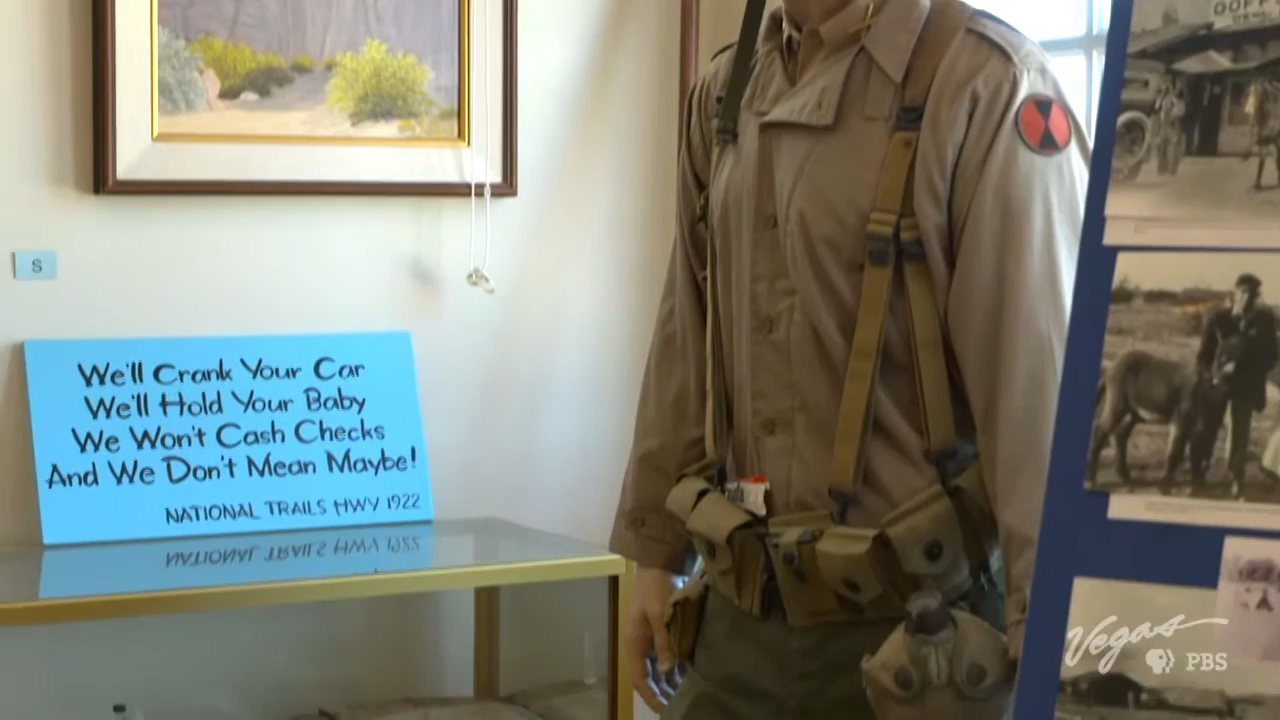 S
We'll Crank Your Car
We'll Hold Your Baby
We Won't Cash Checks
And We Don't Mean Maybe!
NATIONAL TRAILS HWY 1922
Vegas
PBS